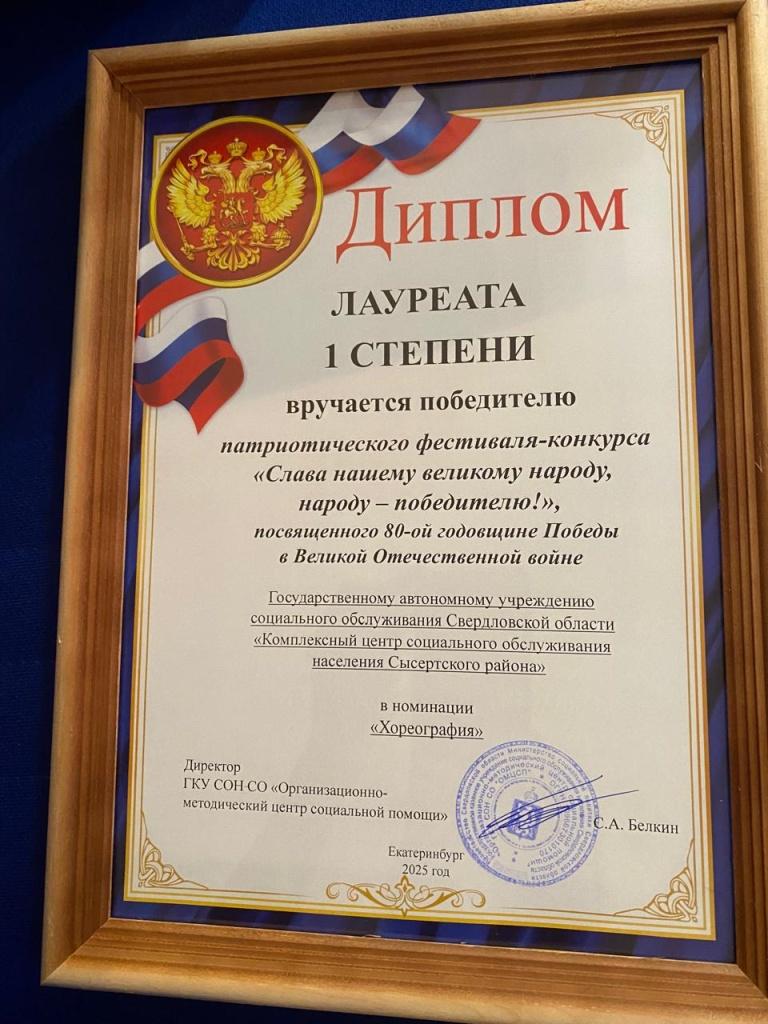 Диплом
ЛАУРЕАТА
1 СТЕПЕНИ
вручается победителю
патриотического фестиваля-конкурса
«Слава нашему великому народу,
народу – победителю!»,
посвященного 80-ой годовщине Победы
в Великой Отечественной войне
Государственному автономному учреждению
социального обслуживания Свердловской области
«Комплексный центр социального обслуживания
населения Сысертского района»
в номинации
«Хореография»
Директор
ГКУ СОН СО «Организационно-
методический центр социальной помощи»
С.А. Белкин
Екатеринбург
2025 год